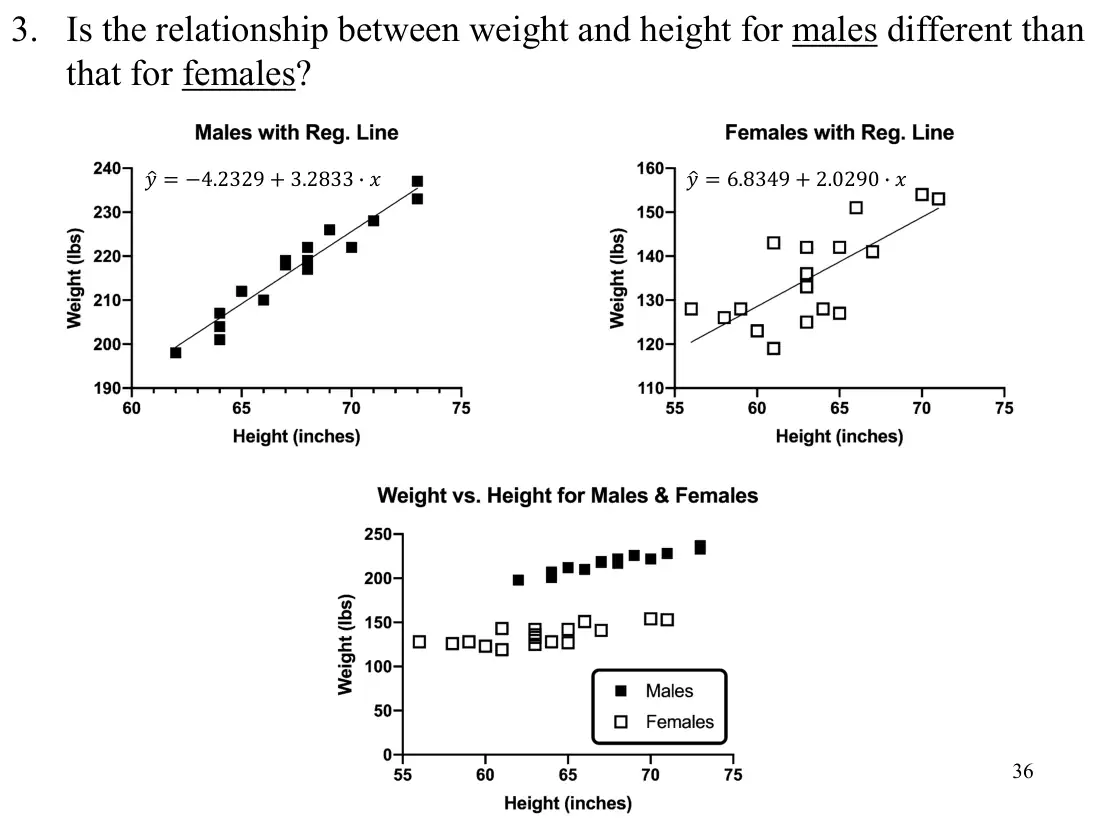 3. Is the relationship between weight and height for males different than
that for females?
Males with Reg. Line
ŷ = −4.2329 + 3.2833 · x
240
230
220
210
200
190
Weight (lbs)
60 65 70 75
Height (inches)
Females with Reg. Line
ŷ = 6.8349 + 2.0290 · x
160
150
140
130
120
110
Weight (lbs)
55 60 65 70 75
Height (inches)
Weight vs. Height for Males & Females
250
200
150
100
50
0
Weight (lbs)
Males
Females
55 60 65 70 75
Height (inches)
36